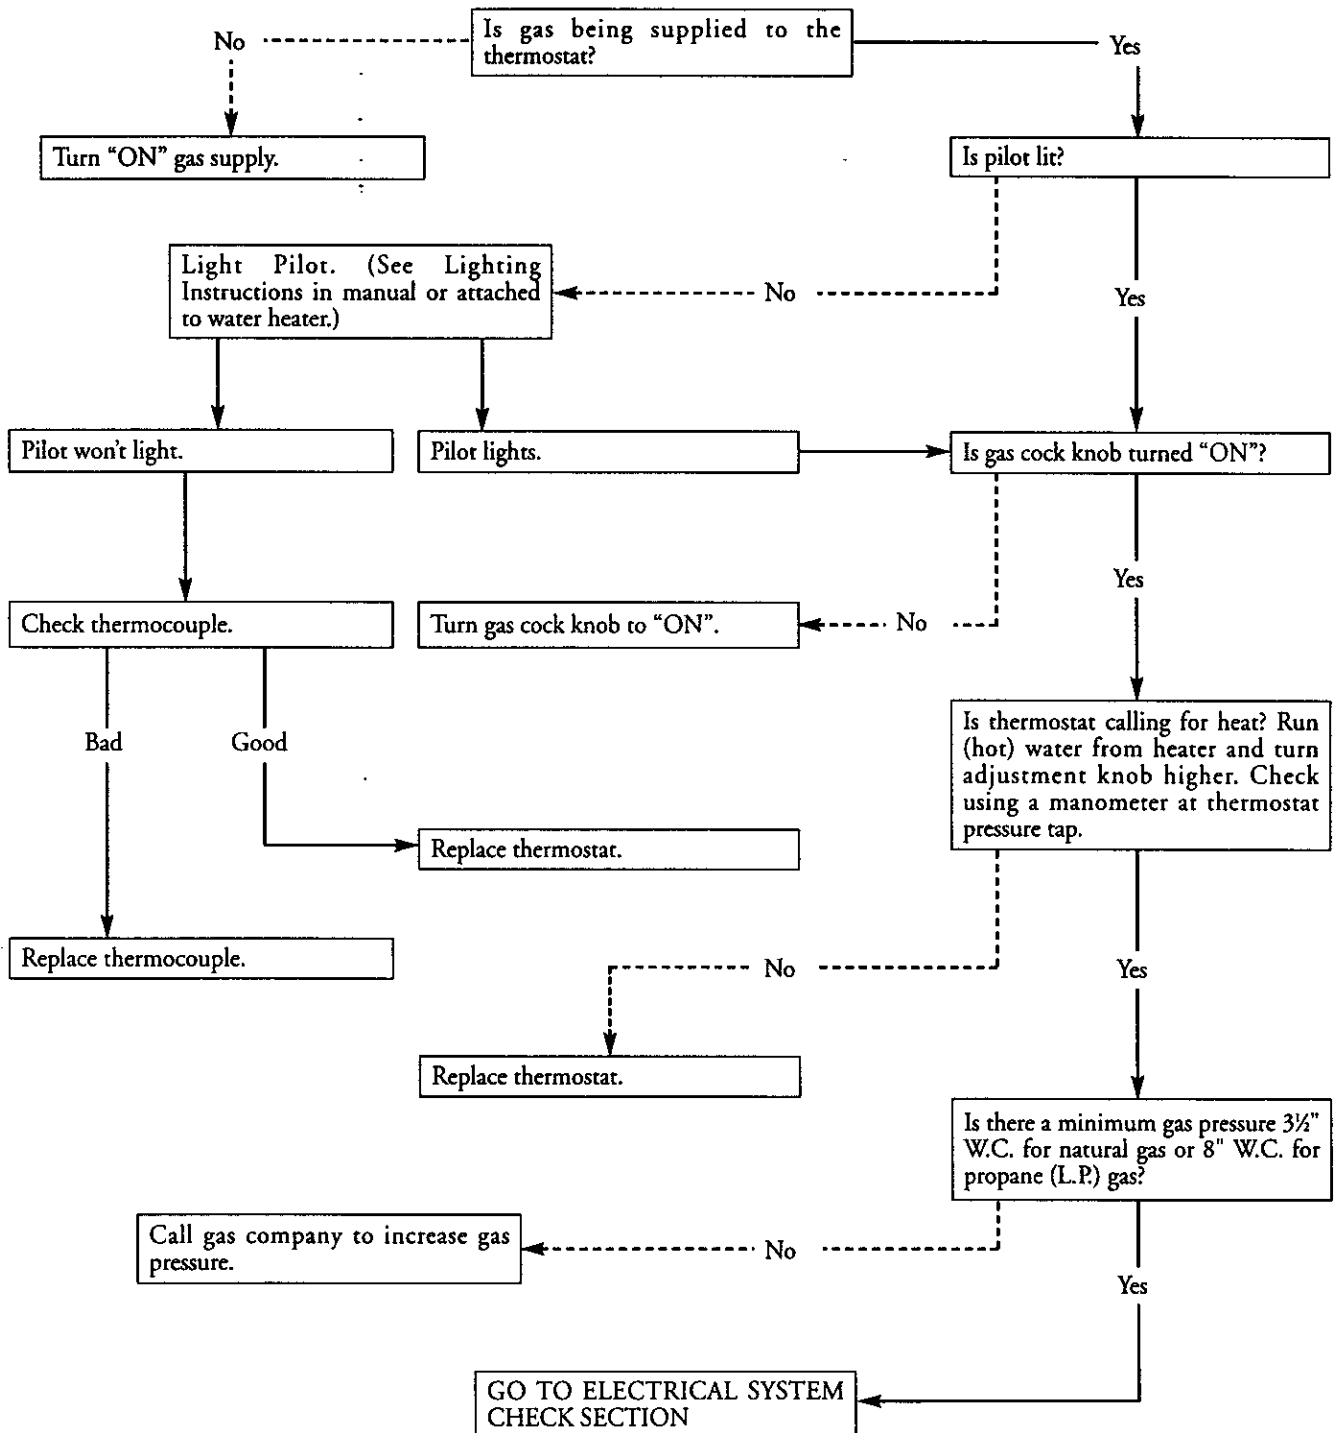 Is gas being supplied to the
thermostat?
No
Yes
Turn “ON” gas supply.
Is pilot lit?
Light Pilot. (See Lighting
Instructions in manual or attached
to water heater.)
No
Yes
Pilot won't light.
Pilot lights.
Is gas cock knob turned “ON”?
Yes
Check thermocouple.
Turn gas cock knob to “ON”.
No
Is thermostat calling for heat? Run
(hot) water from heater and turn
adjustment knob higher. Check
using a manometer at thermostat
pressure tap.
Bad
Good
Replace thermostat.
Replace thermocouple.
No
Yes
Replace thermostat.
Is there a minimum gas pressure 3½"
W.C. for natural gas or 8" W.C. for
propane (L.P.) gas?
Call gas company to increase gas
pressure.
No
Yes
GO TO ELECTRICAL SYSTEM
CHECK SECTION